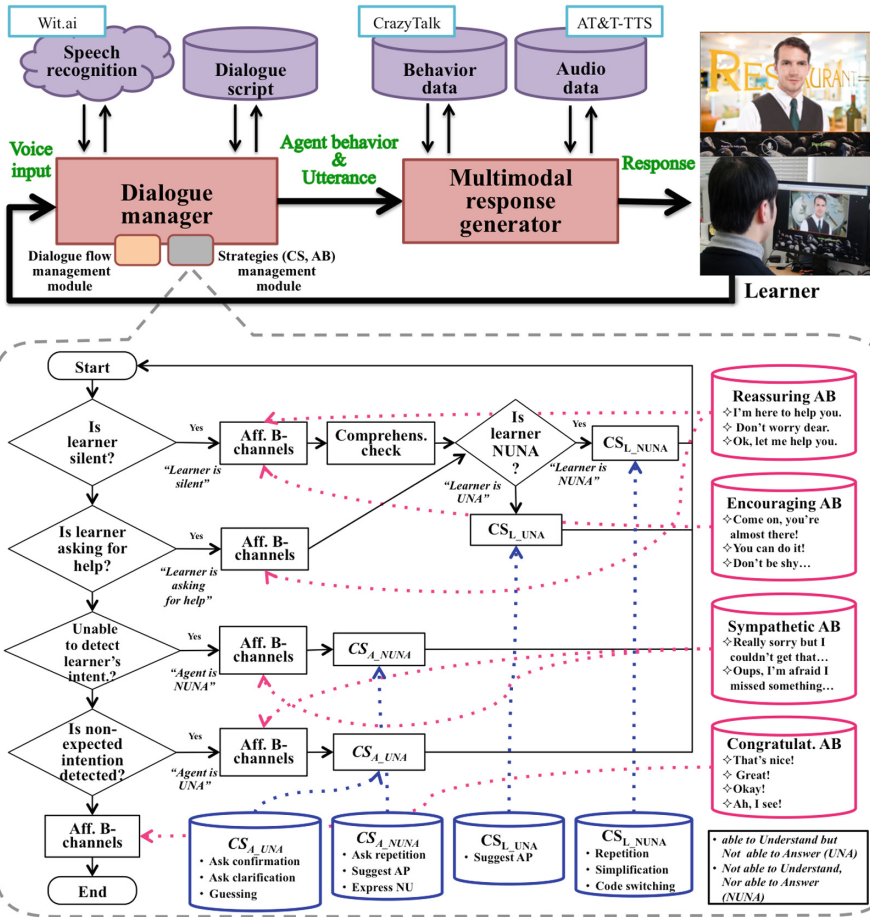 Wit.ai
CrazyTalk
AT&T-TTS
Speech
recognition
Dialogue
script
Behavior
data
Audio
data
RESTAURANT
Voice
input
Agent behavior
&
Utterance
Response
Dialogue
manager
Multimodal
response
generator
Dialogue flow
management
module
Strategies (CS, AB)
management
module
Learner
Start
Is
learner
silent?
Yes
“Learner is
silent”
Aff. B-
channels
Comprehens.
check
Is
learner
NUNA
?
Yes
“Learner is
NUNA”
CSL_NUNA
“Learner is
UNA”
CSL_UNA
Is learner
asking for
help?
Yes
“Learner is
asking
for help”
Aff. B-
channels
Unable to
detect
learner’s
intent.?
Yes
“Agent is
NUNA”
Aff. B-
channels
CSA_NUNA
Is non-
expected
intention
detected?
Yes
“Agent is
UNA”
Aff. B-
channels
CSA_UNA
Aff. B-
channels
End
Reassuring AB
✧I’m here to help you.
✧ Don’t worry dear.
✧Ok, let me help you.
Encouraging AB
✧Come on, you’re
almost there!
✧You can do it!
✧Don’t be shy…
Sympathetic AB
✧Really sorry but I
couldn’t get that…
✧Oups, I’m afraid I
missed something…
Congratulat. AB
✧That’s nice!
✧ Great!
✧Okay!
✧Ah, I see!
CSA_UNA
• Ask confirmation
• Ask clarification
• Guessing
CSA_NUNA
• Ask repetition
• Suggest AP
• Express NU
CSL_UNA
• Suggest AP
CSL_NUNA
• Repetition
• Simplification
• Code switching
• able to Understand but
Not able to Answer (UNA)
• Not able to Understand,
Nor able to Answer
(NUNA)